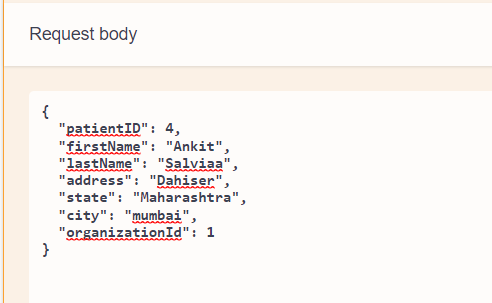 Request body
{
"patientID": 4,
"firstName": "Ankit",
"lastName": "Salviaa",
"address": "Dahiser",
"state": "Maharashtra",
"city": "mumbai",
"organizationId": 1
}